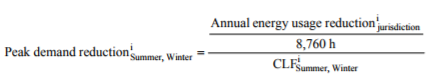 Annual energy usage reduction^i_jurisdiction
8,760 h
Peak demand reduction^i_Summer, Winter =
CLF^i_Summer, Winter